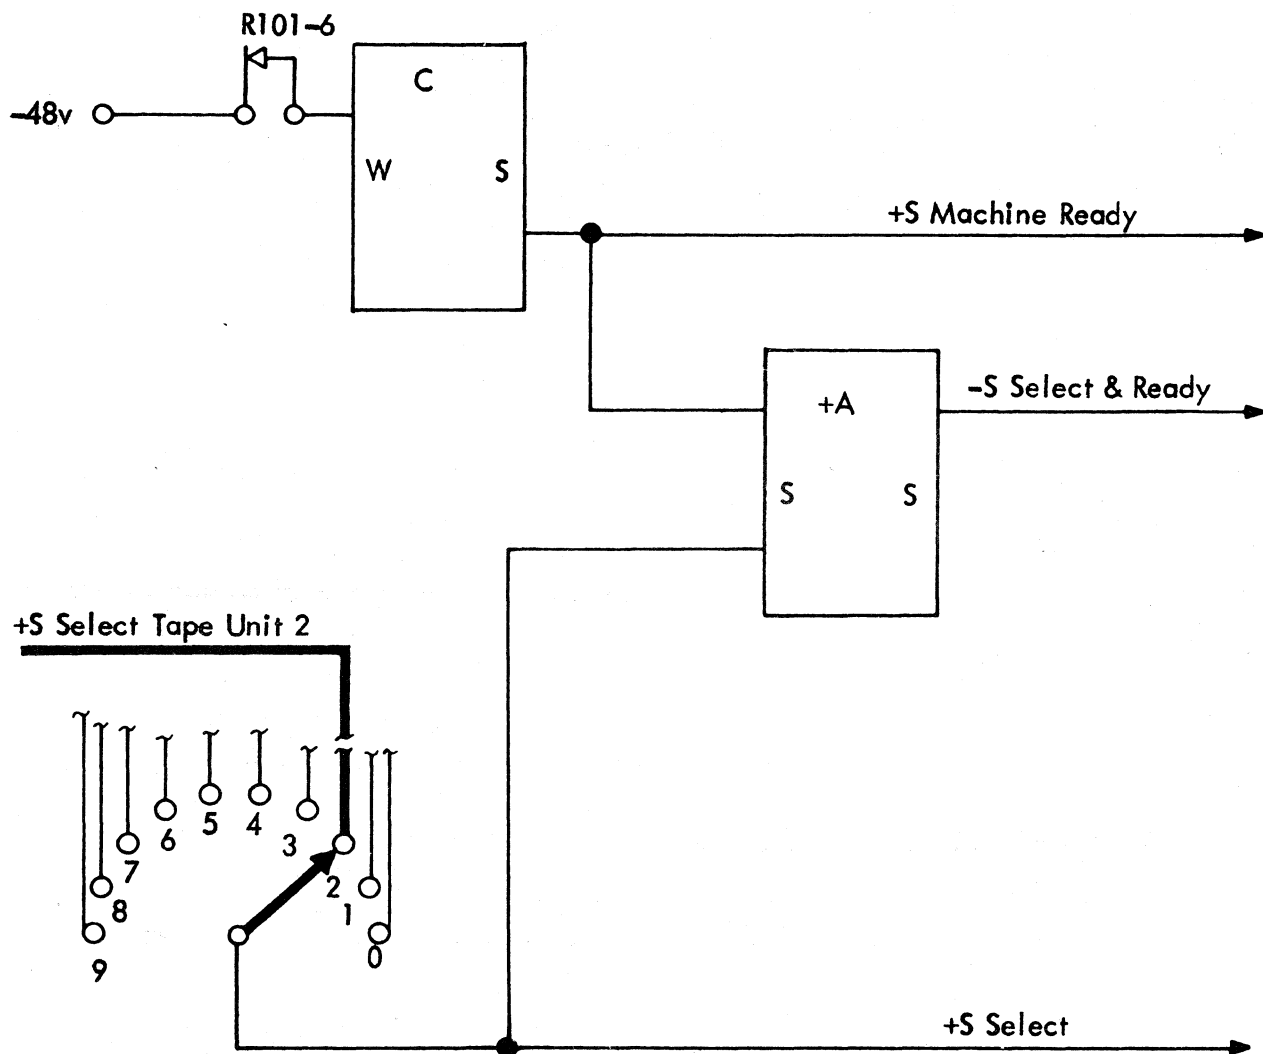 R101-6
-48v
C
W S
+S Machine Ready
-S Select & Ready
+A
S S
+S Select Tape Unit 2
6 5 4 3
7 2
8 1
9 0
+S Select